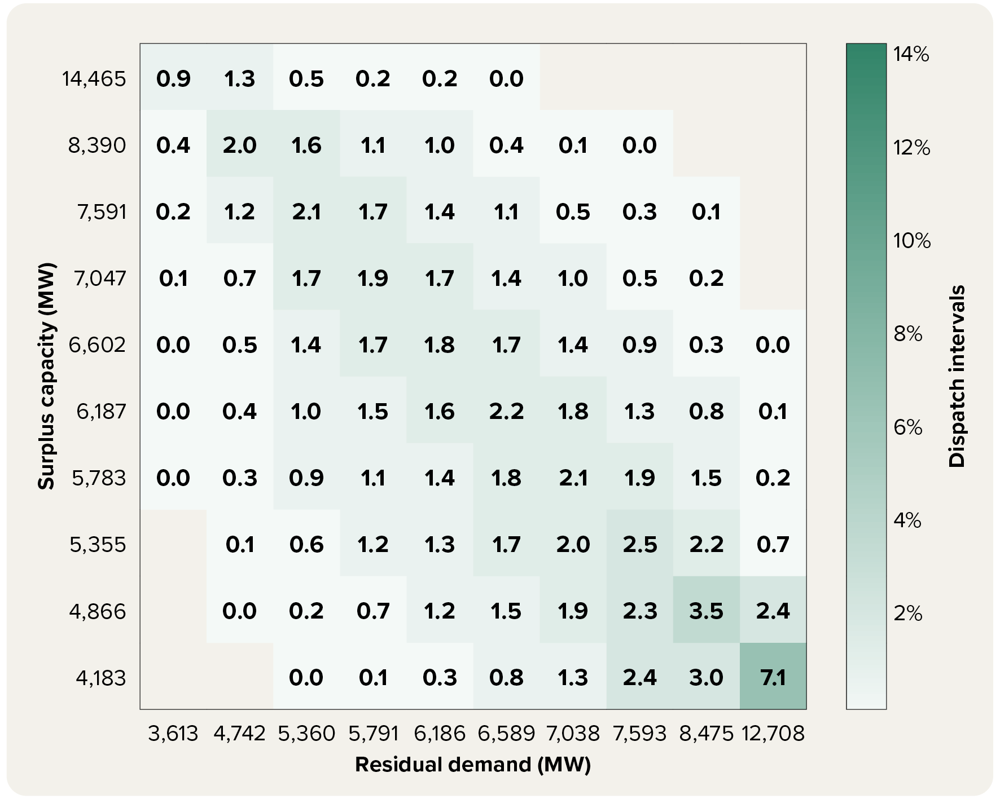 14,465 0.9 1.3 0.5 0.2 0.2 0.0
8,390 0.4 2.0 1.6 1.1 1.0 0.4 0.1 0.0
7,591 0.2 1.2 2.1 1.7 1.4 1.1 0.5 0.3 0.1
7,047 0.1 0.7 1.7 1.9 1.7 1.4 1.0 0.5 0.2
6,602 0.0 0.5 1.4 1.7 1.8 1.7 1.4 0.9 0.3 0.0
6,187 0.0 0.4 1.0 1.5 1.6 2.2 1.8 1.3 0.8 0.1
5,783 0.0 0.3 0.9 1.1 1.4 1.8 2.1 1.9 1.5 0.2
5,355 0.1 0.6 1.2 1.3 1.7 2.0 2.5 2.2 0.7
4,866 0.0 0.2 0.7 1.2 1.5 1.9 2.3 3.5 2.4
4,183 0.0 0.1 0.3 0.8 1.3 2.4 3.0 7.1
3,613 4,742 5,360 5,791 6,186 6,589 7,038 7,593 8,475 12,708
Residual demand (MW)
Surplus capacity (MW)
14%
12%
10%
8%
6%
4%
2%
Dispatch intervals